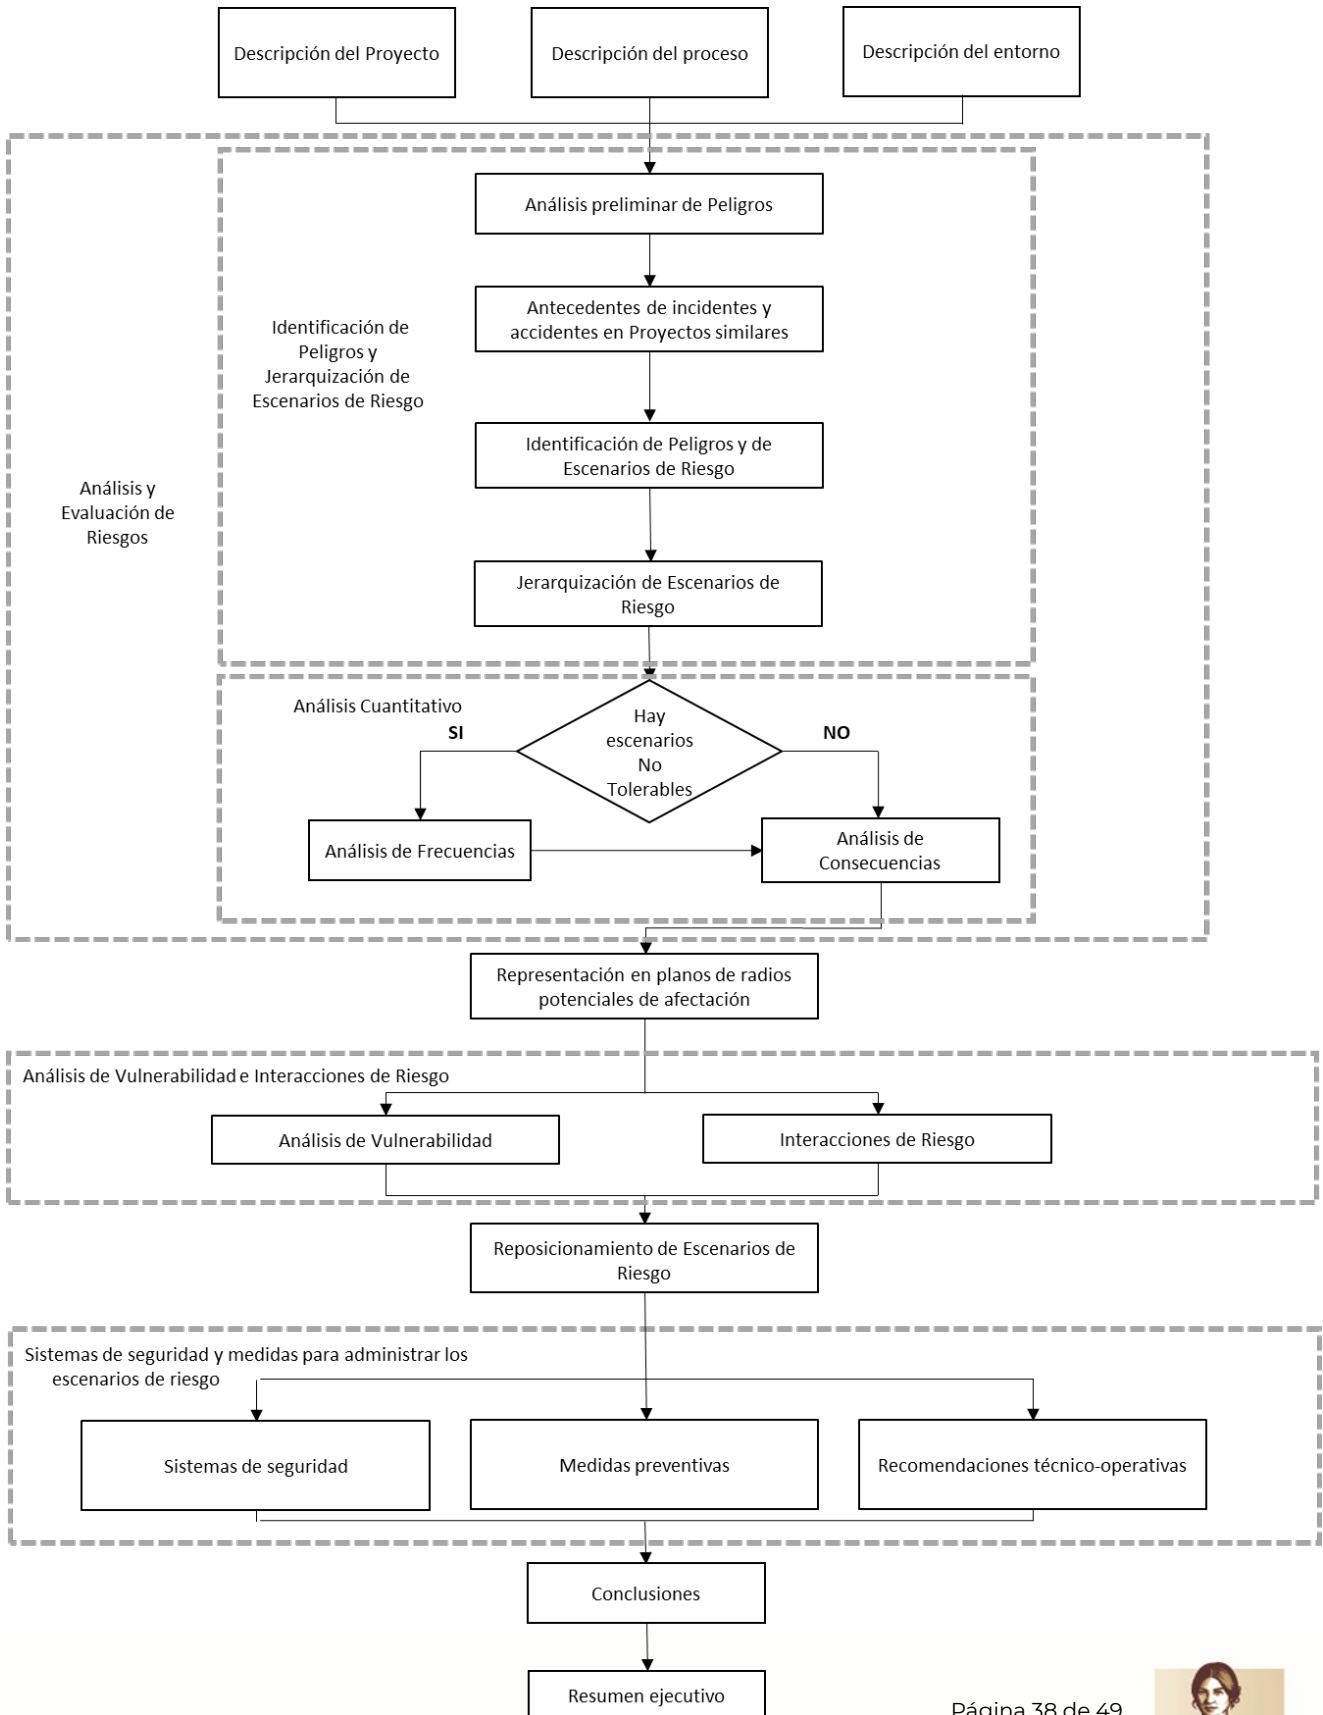 Descripción del Proyecto
Descripción del proceso
Descripción del entorno
Análisis preliminar de Peligros
Antecedentes de incidentes y
accidentes en Proyectos similares
Identificación de
Peligros y
Jerarquización de
Escenarios de Riesgo
Identificación de Peligros y de
Escenarios de Riesgo
Análisis y
Evaluación de
Riesgos
Jerarquización de Escenarios de
Riesgo
Análisis Cuantitativo
SI
Hay
escenarios
No
Tolerables
NO
Análisis de Frecuencias
Análisis de
Consecuencias
Representación en planos de radios
potenciales de afectación
Análisis de Vulnerabilidad e Interacciones de Riesgo
Análisis de Vulnerabilidad
Interacciones de Riesgo
Reposicionamiento de Escenarios de
Riesgo
Sistemas de seguridad y medidas para administrar los
escenarios de riesgo
Sistemas de seguridad
Medidas preventivas
Recomendaciones técnico-operativas
Conclusiones
Resumen ejecutivo
Página 38 de 49